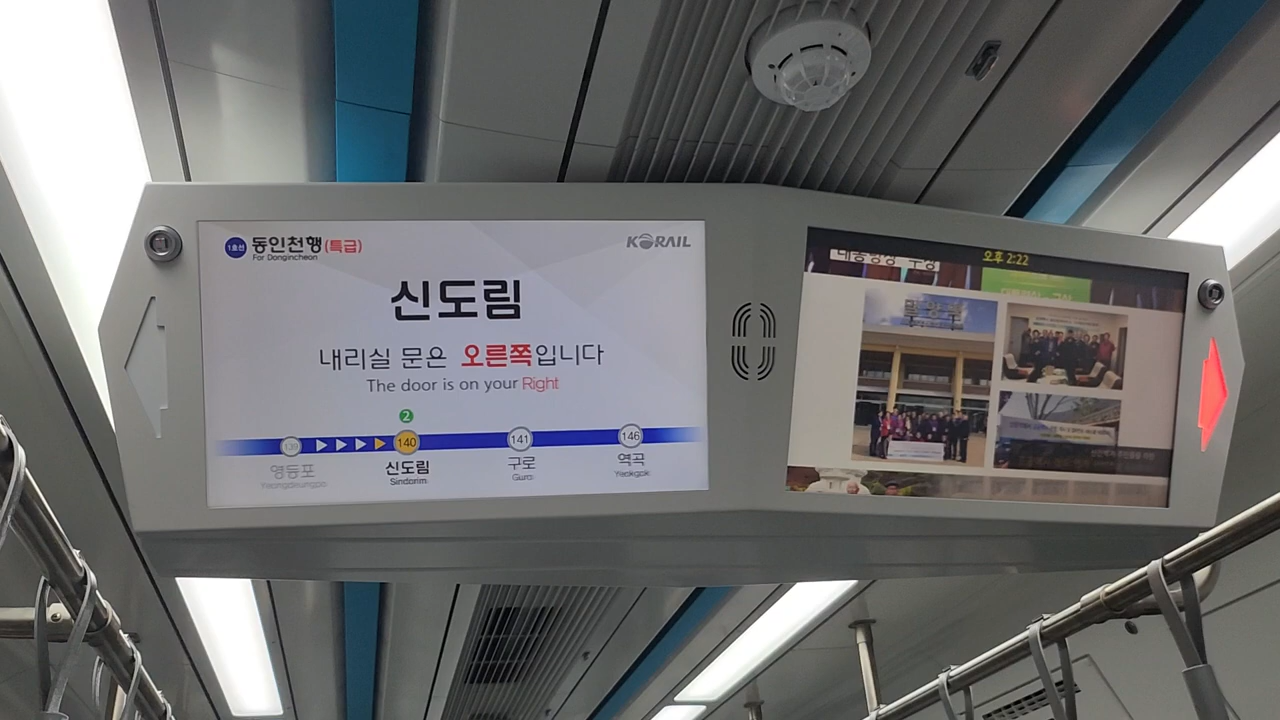 1호선 동인천행(특급)
For Dongincheon
KORAIL
신도림
내리실 문은 오른쪽입니다
The door is on your Right
2
140 141 146
영등포 신도림 구로 역곡
Yeongdeungpo Sindorim Guro Yeokgok
오후 2:22